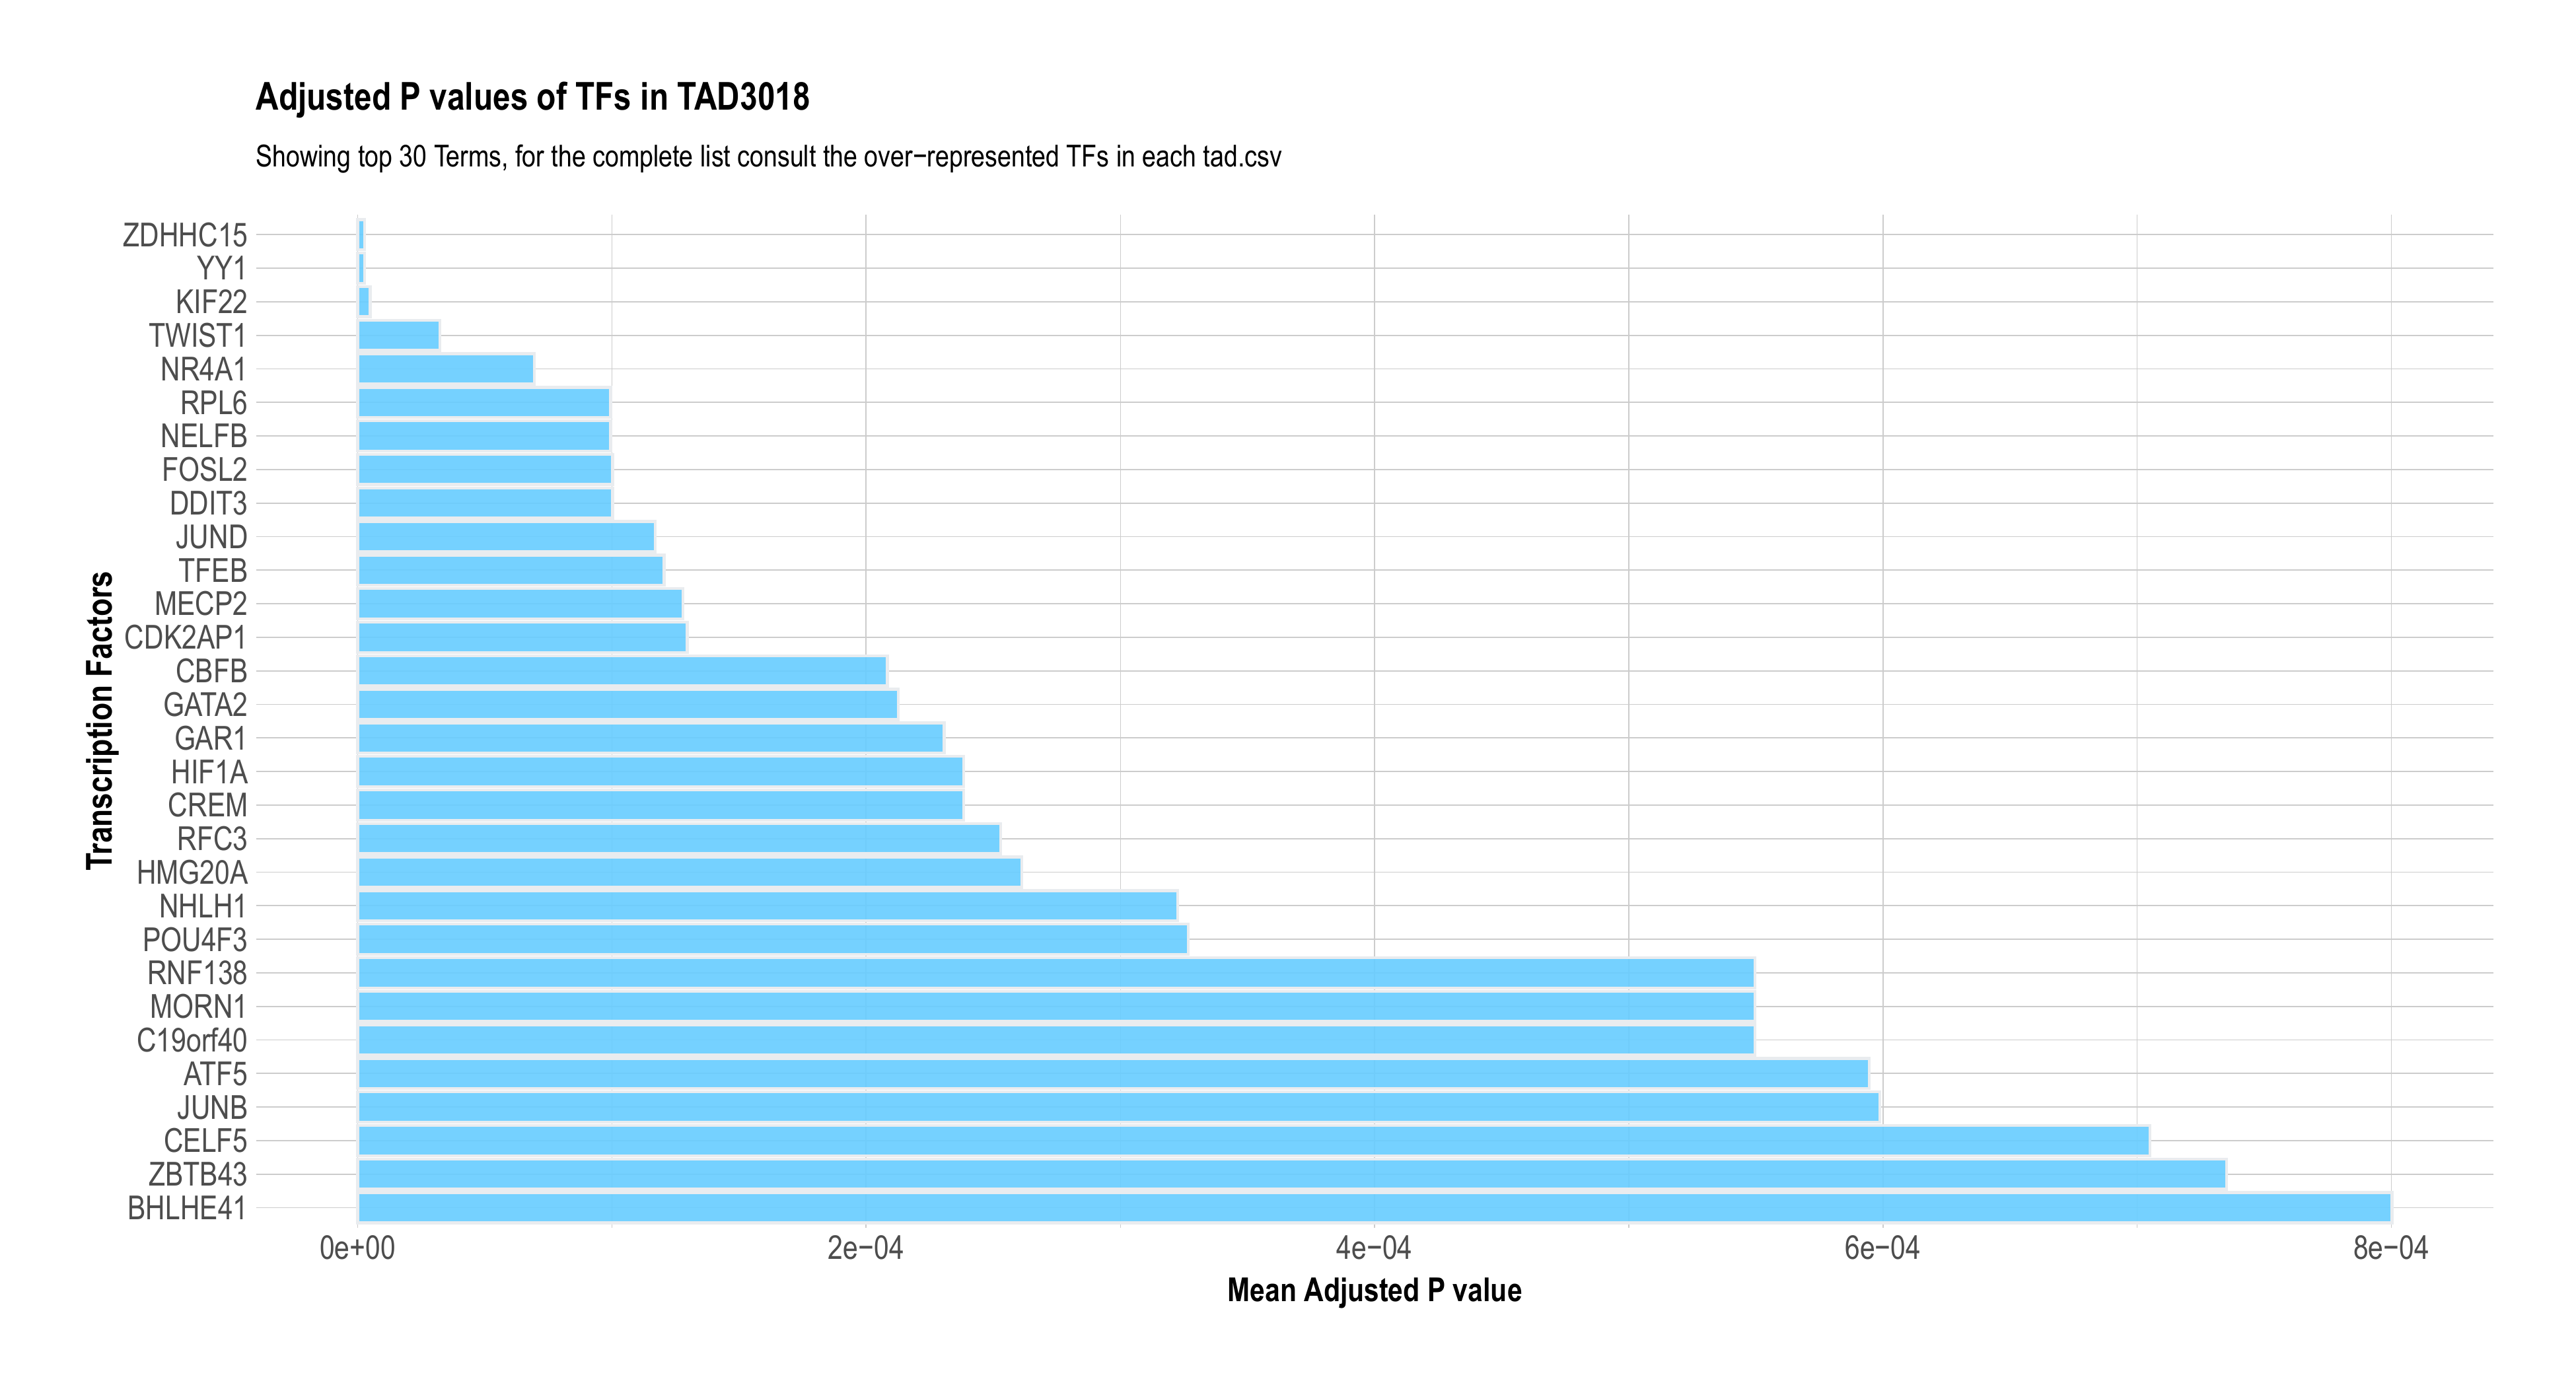 Adjusted P values of TFs in TAD3018
Showing top 30 Terms, for the complete list consult the over−represented TFs in each tad.csv
Transcription Factors
ZDHHC15
YY1
KIF22
TWIST1
NR4A1
RPL6
NELFB
FOSL2
DDIT3
JUND
TFEB
MECP2
CDK2AP1
CBFB
GATA2
GAR1
HIF1A
CREM
RFC3
HMG20A
NHLH1
POU4F3
RNF138
MORN1
C19orf40
ATF5
JUNB
CELF5
ZBTB43
BHLHE41
0e+00 2e−04 4e−04 6e−04 8e−04
Mean Adjusted P value